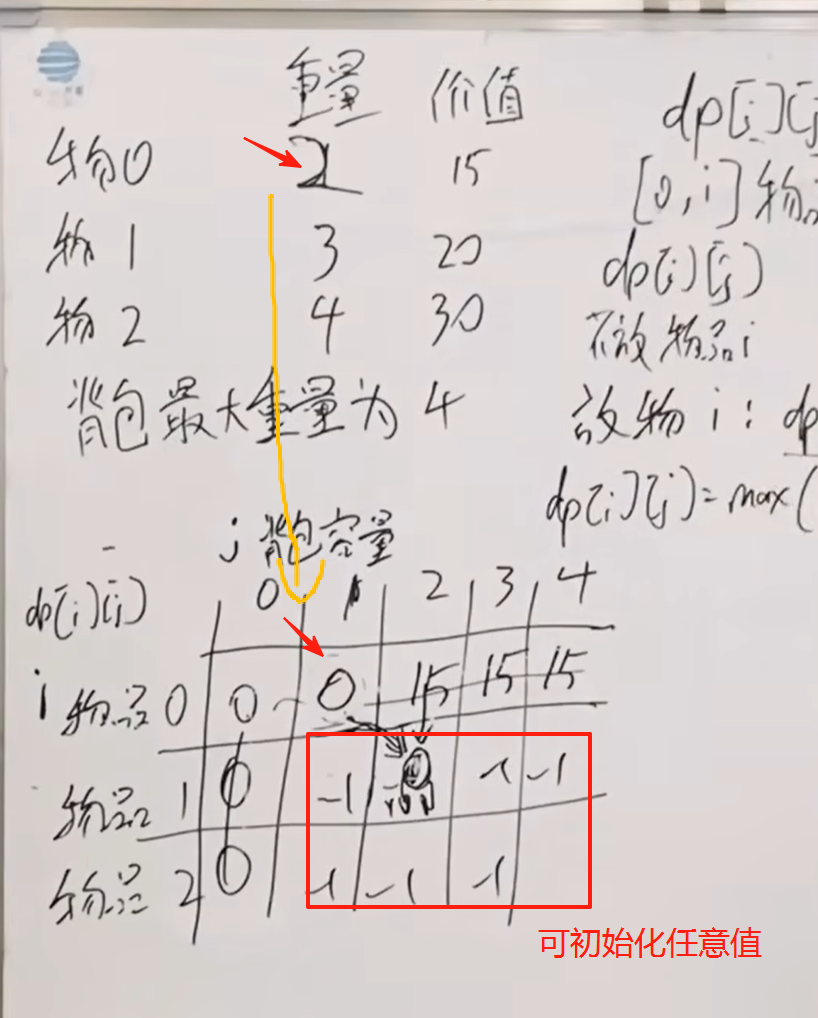 重量 价值
物0 2 15
物1 3 20
物2 4 30
背包最大重量为 4
dp[i][j
[0,i]物品
dp[i][j]
不放物品i
放物i: dp
dp[i][j]=max(
j 背包容量
dp[i][j] 0 1 2 3 4
i 物品0 0 0 15 15 15
物品1 0 -1 -1 -1
物品2 0 -1 -1 -1
可初始化任意值